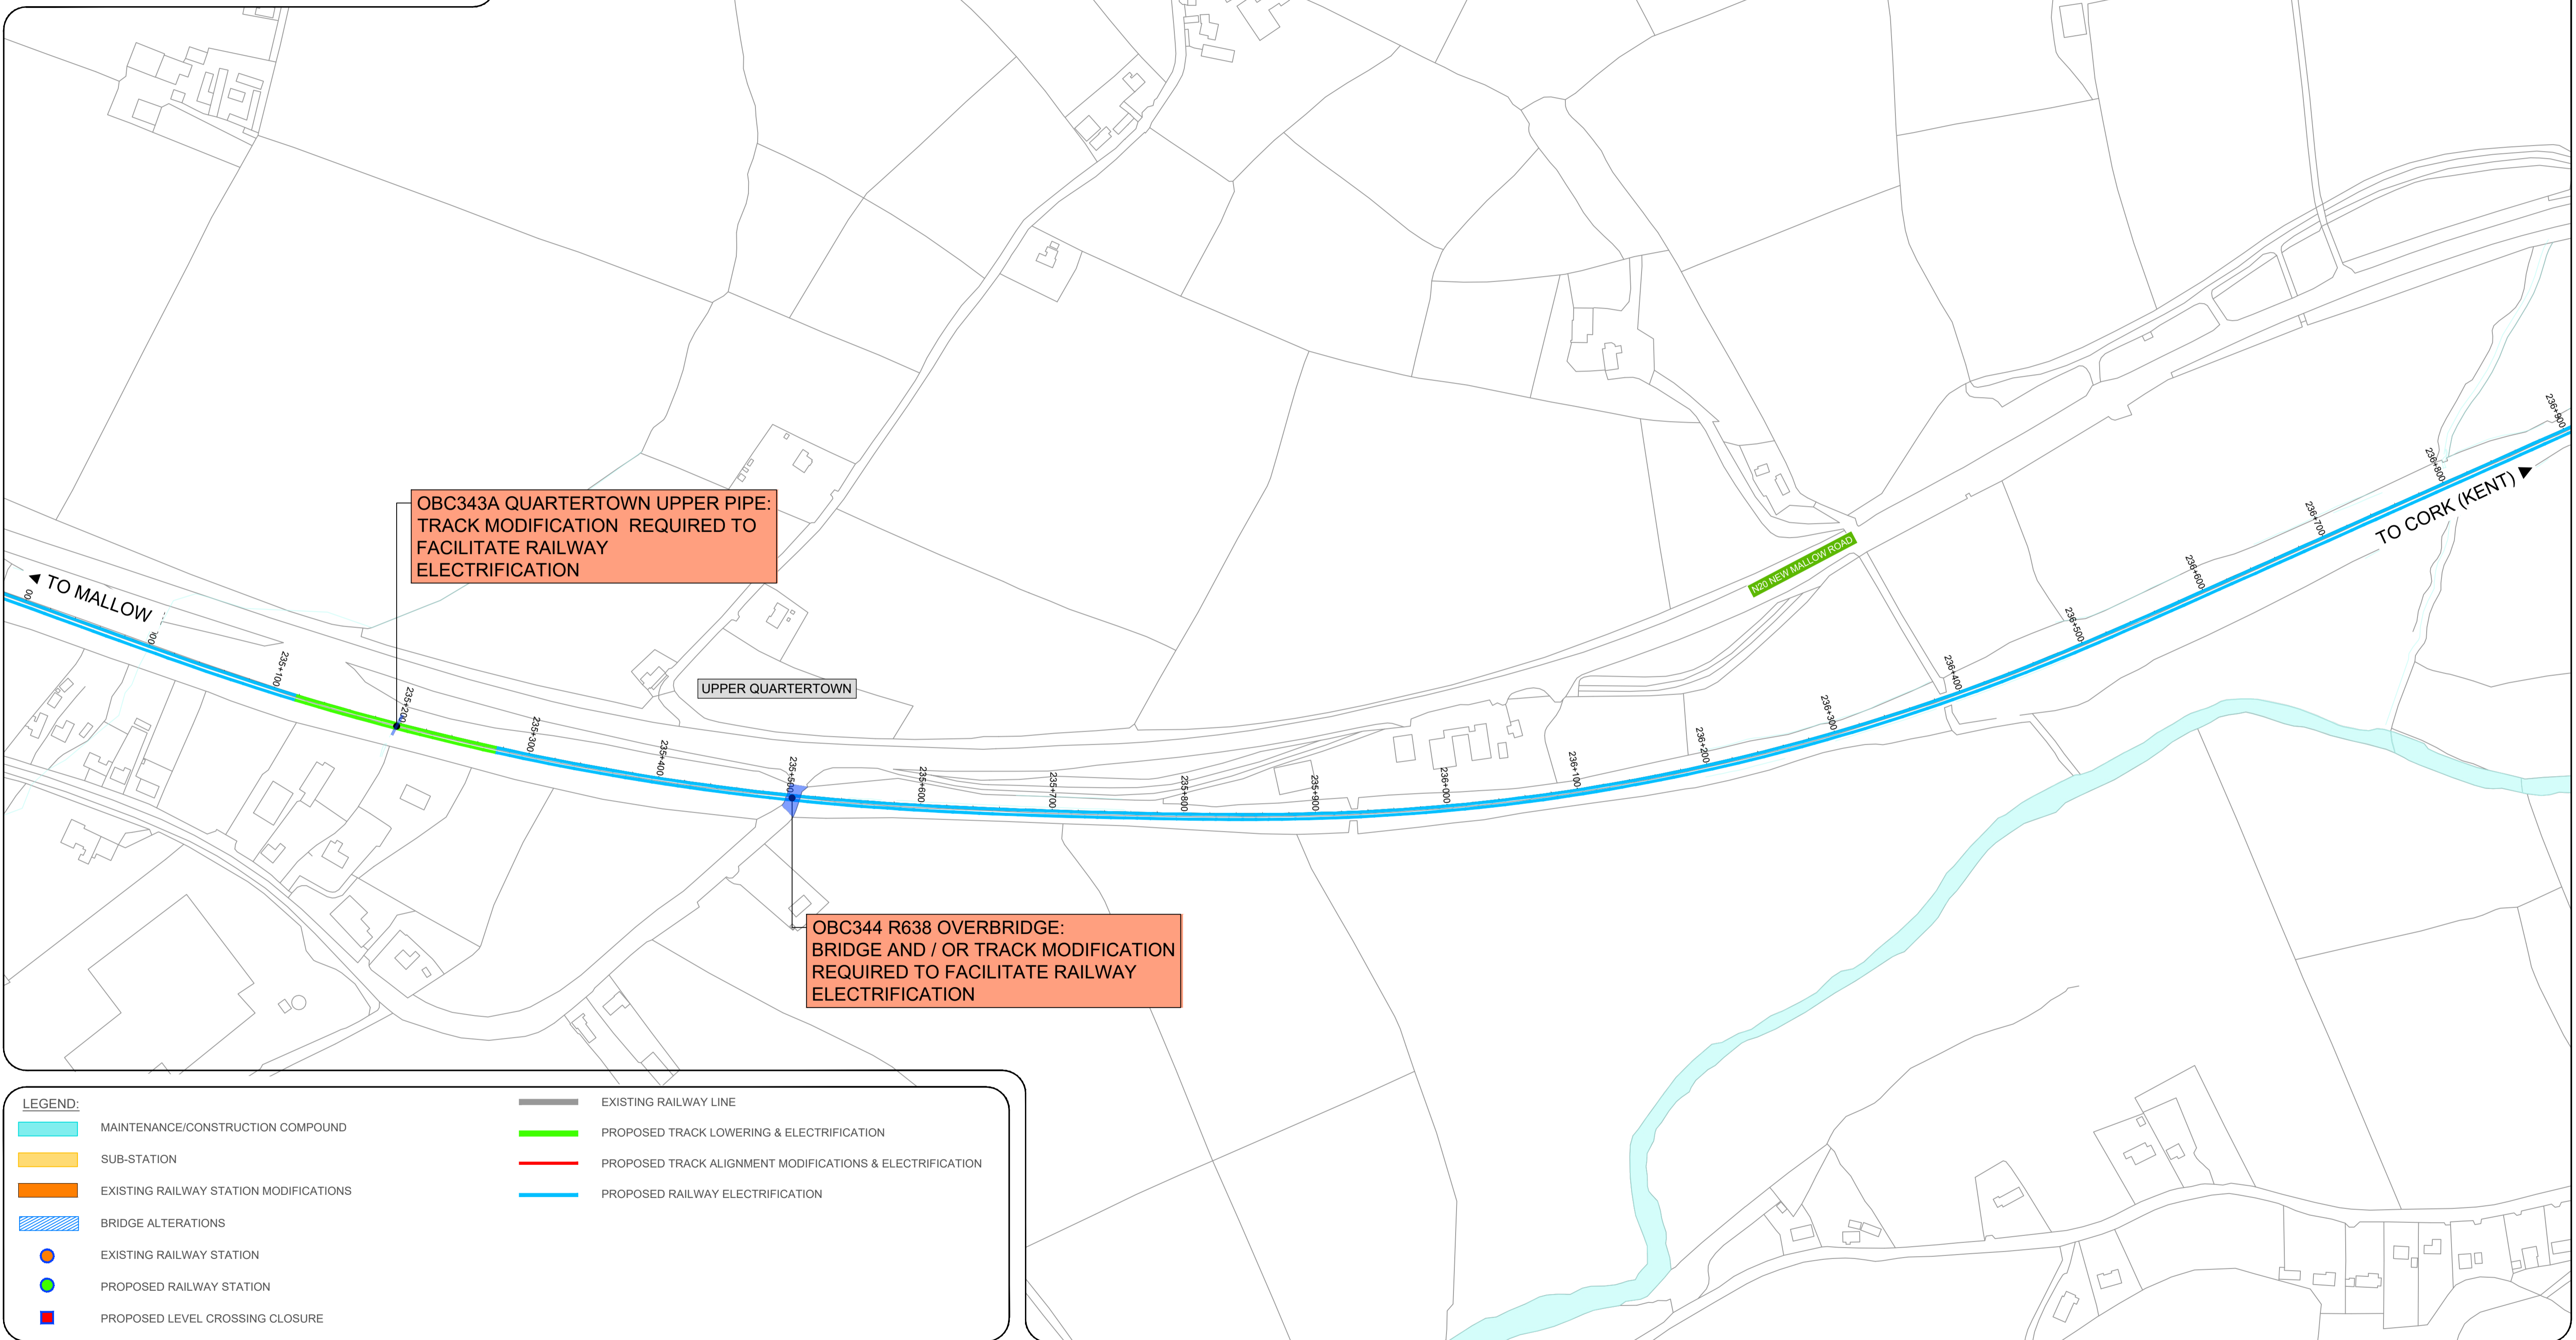 OBC343A QUARTERTOWN UPPER PIPE:
TRACK MODIFICATION REQUIRED TO
FACILITATE RAILWAY
ELECTRIFICATION
◄ TO MALLOW
UPPER QUARTERTOWN
N20 NEW MALLOW ROAD
TO CORK (KENT) ►
235+100
235+200
235+300
235+400
235+500
235+600
235+700
235+800
235+900
236+000
236+100
236+200
236+300
236+400
236+500
236+600
236+700
236+800
236+900
OBC344 R638 OVERBRIDGE:
BRIDGE AND / OR TRACK MODIFICATION
REQUIRED TO FACILITATE RAILWAY
ELECTRIFICATION
LEGEND:
MAINTENANCE/CONSTRUCTION COMPOUND
SUB-STATION
EXISTING RAILWAY STATION MODIFICATIONS
BRIDGE ALTERATIONS
EXISTING RAILWAY STATION
PROPOSED RAILWAY STATION
PROPOSED LEVEL CROSSING CLOSURE
EXISTING RAILWAY LINE
PROPOSED TRACK LOWERING & ELECTRIFICATION
PROPOSED TRACK ALIGNMENT MODIFICATIONS & ELECTRIFICATION
PROPOSED RAILWAY ELECTRIFICATION